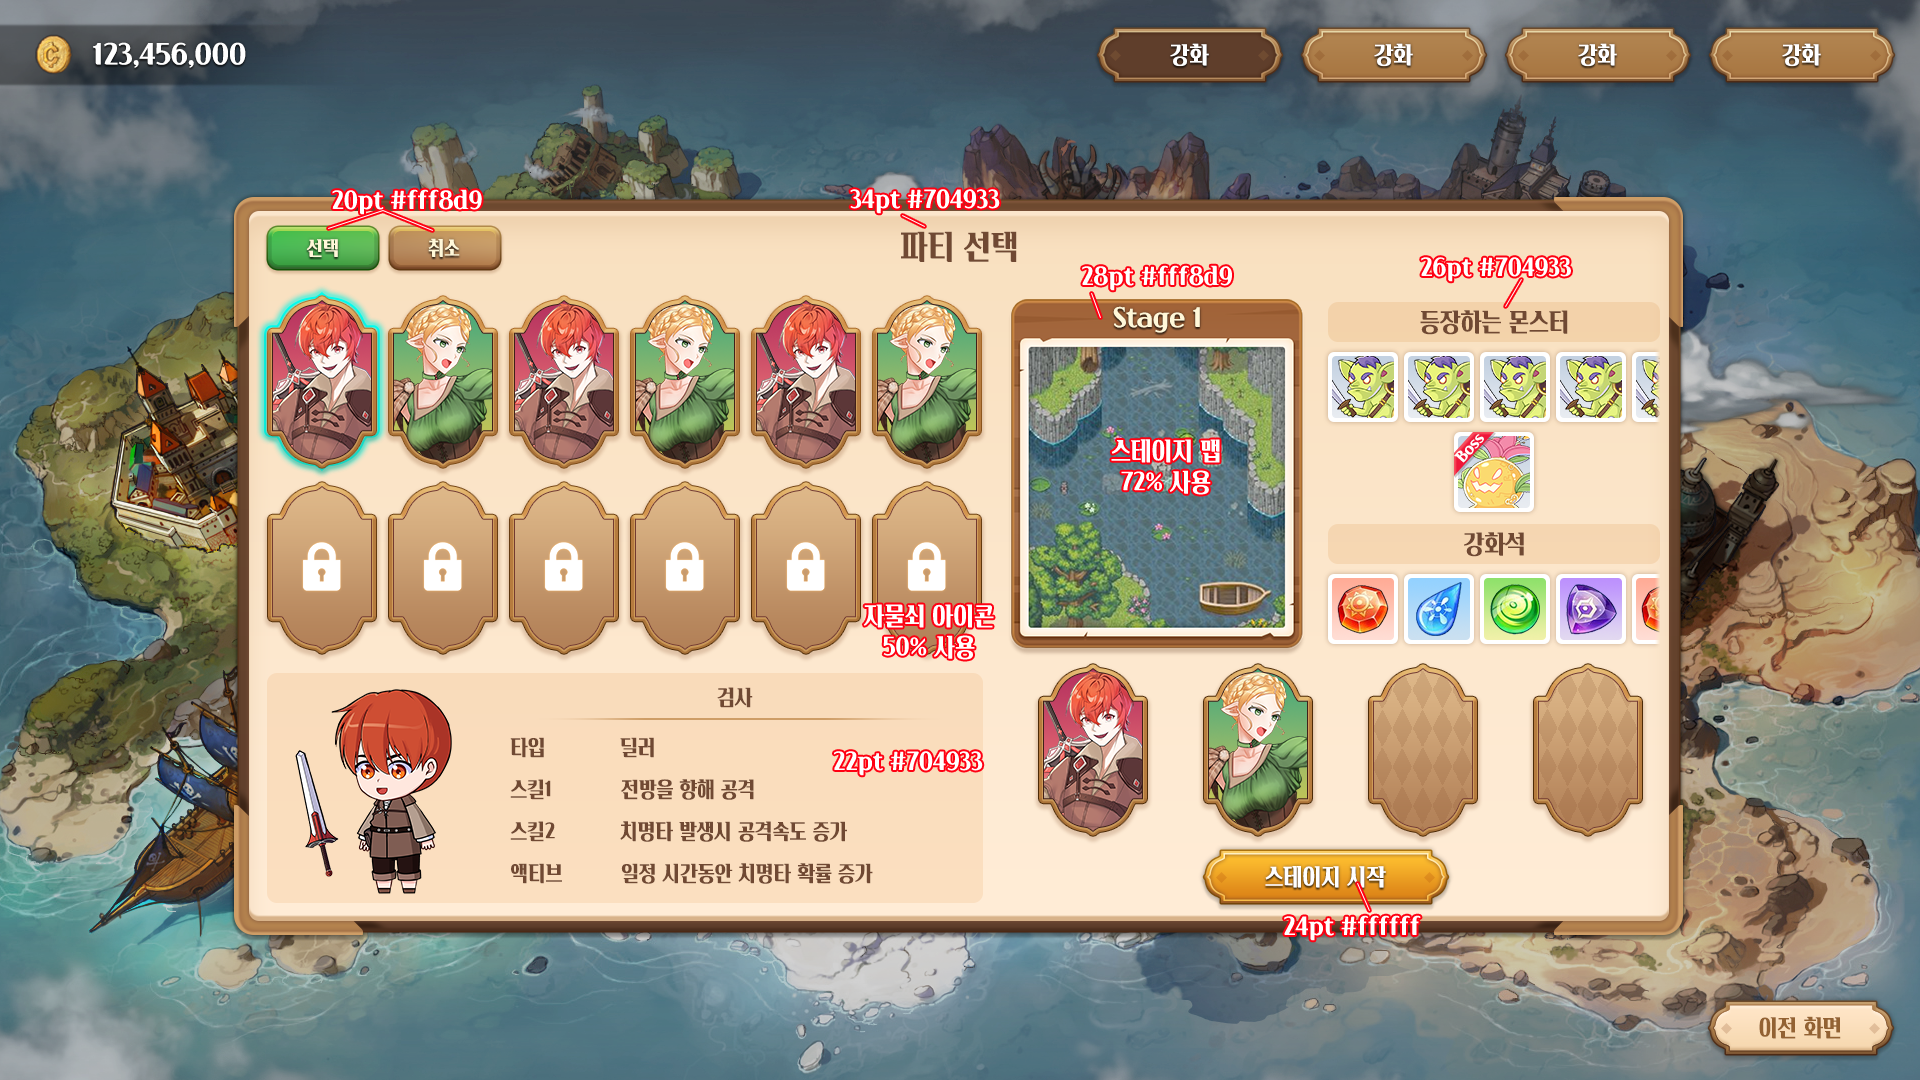 123,456,000
강화
강화
강화
강화
20pt #fff8d9
34pt #704933
선택
취소
파티 선택
28pt #fff8d9
26pt #704933
Stage 1
등장하는 몬스터
스테이지 맵
72% 사용
Boss
강화석
자물쇠 아이콘
50% 사용
검사
타입
딜러
22pt #704933
스킬1
전방을 향해 공격
스킬2
치명타 발생시 공격속도 증가
액티브
일정 시간동안 치명타 확률 증가
스테이지 시작
24pt #ffffff
이전 화면